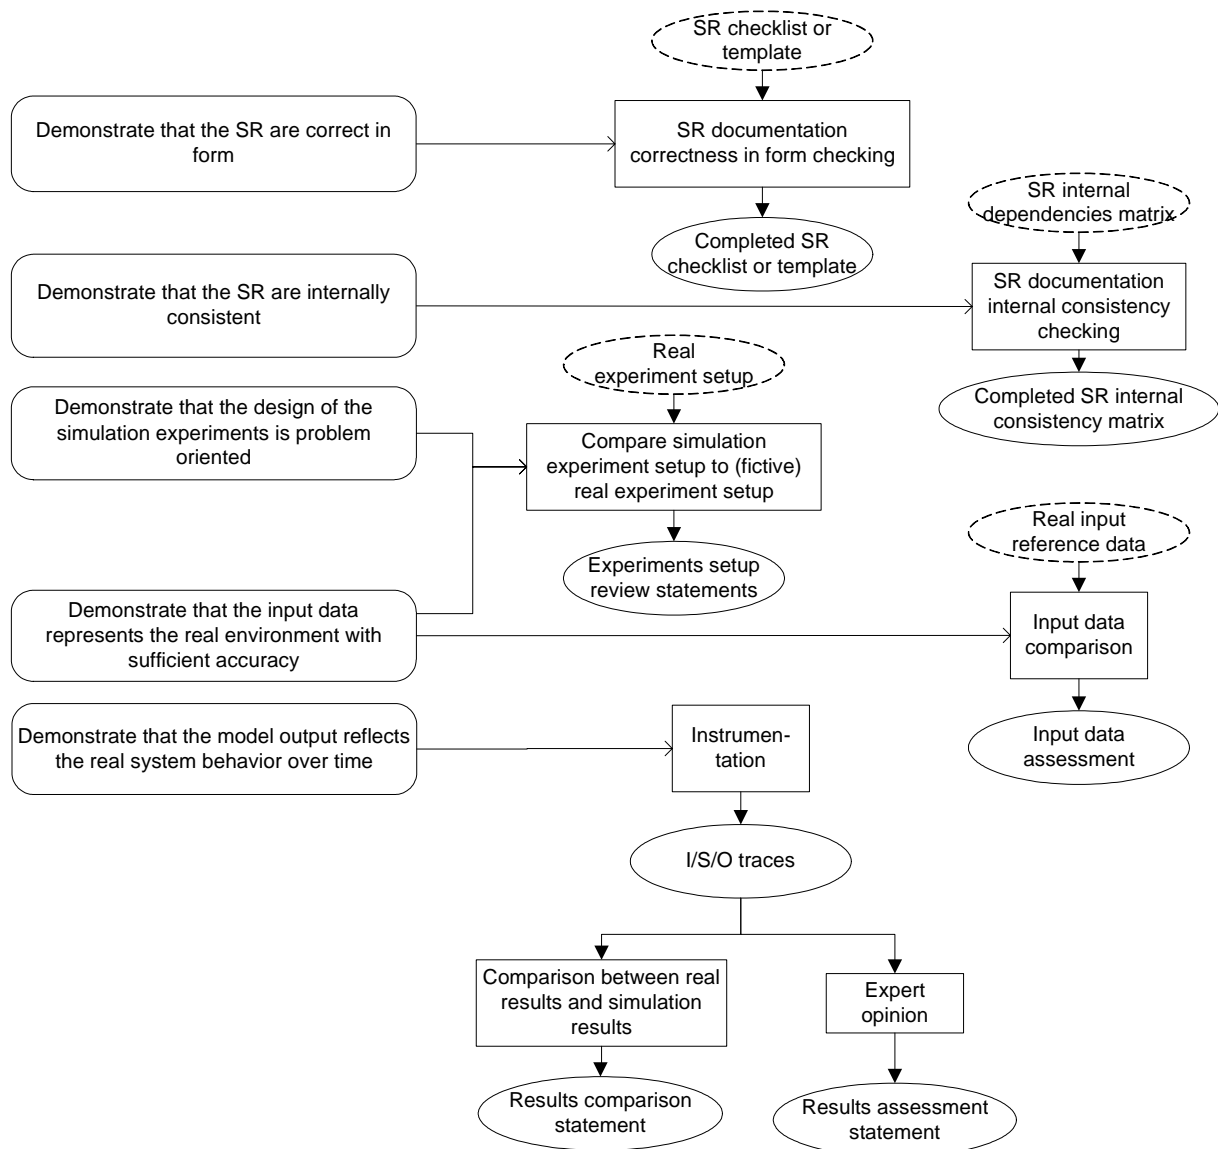 SR checklist or
template
Demonstrate that the SR are correct in
form
SR documentation
correctness in form checking
Completed SR
checklist or template
SR internal
dependencies matrix
Demonstrate that the SR are internally
consistent
SR documentation
internal consistency
checking
Completed SR internal
consistency matrix
Real
experiment setup
Demonstrate that the design of the
simulation experiments is problem
oriented
Compare simulation
experiment setup to (fictive)
real experiment setup
Experiments setup
review statements
Real input
reference data
Demonstrate that the input data
represents the real environment with
sufficient accuracy
Input data
comparison
Input data
assessment
Demonstrate that the model output reflects
the real system behavior over time
Instrumen-
tation
I/S/O traces
Comparison between real
results and simulation
results
Expert
opinion
Results comparison
statement
Results assessment
statement